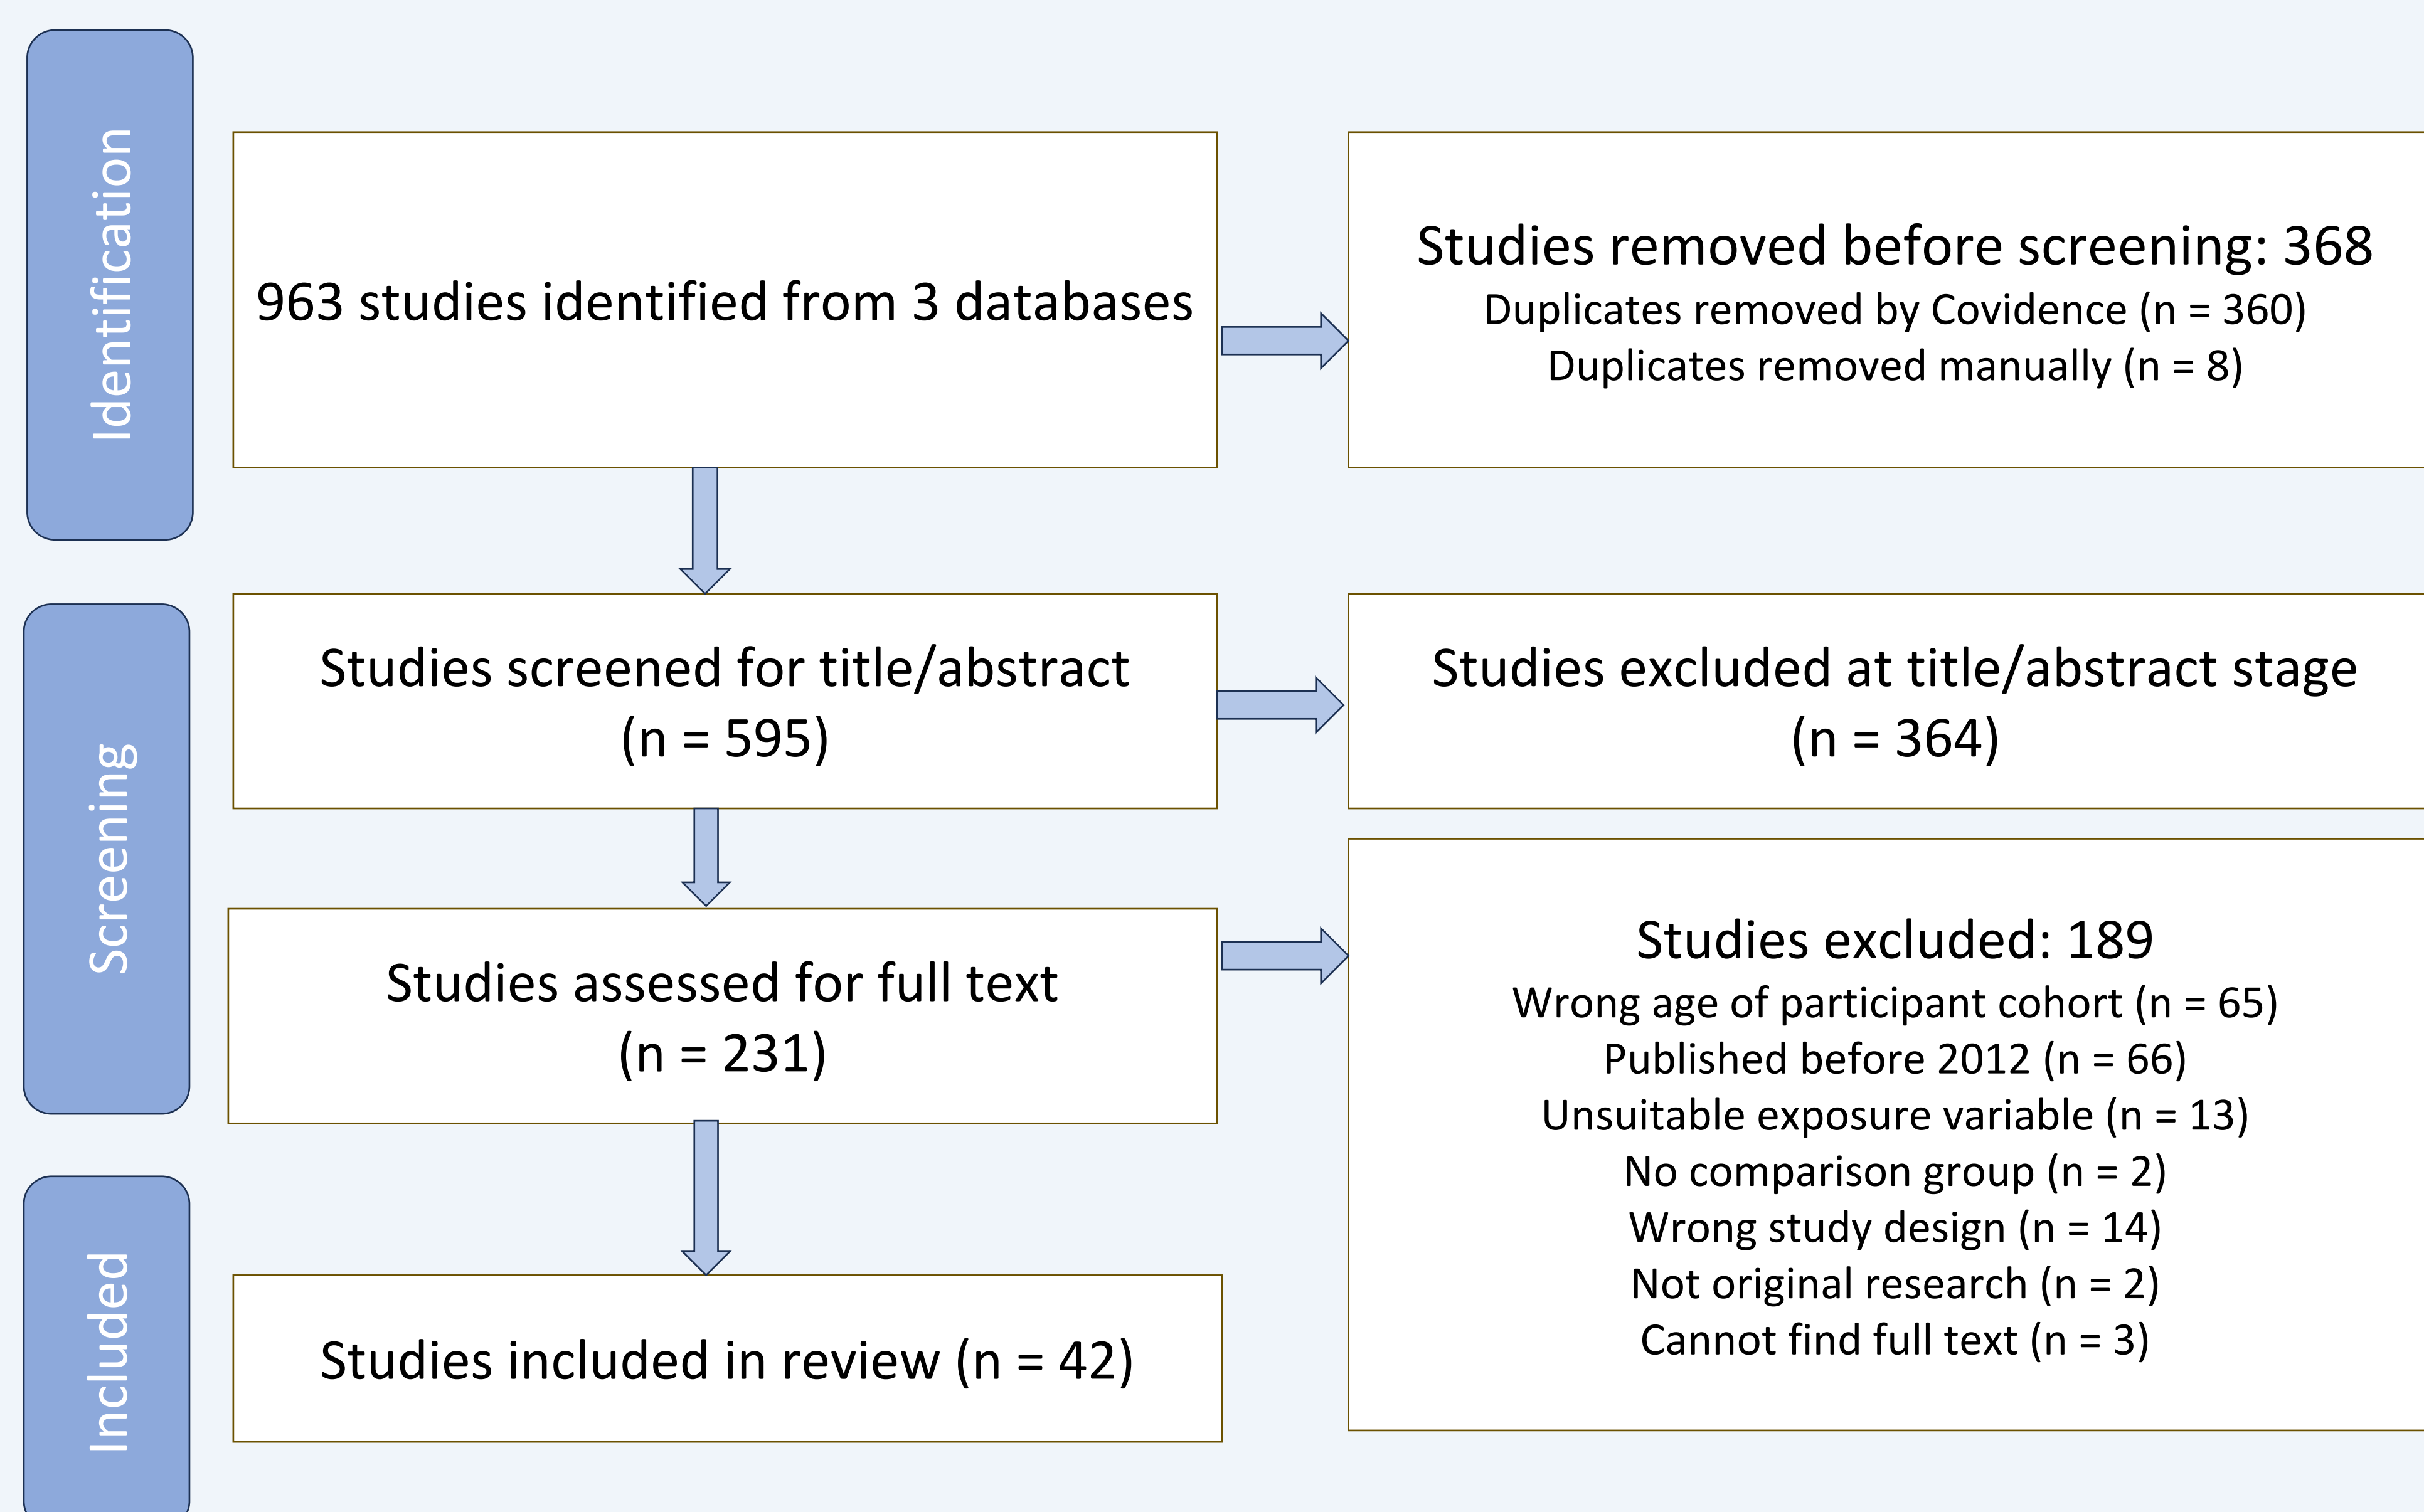 Identification
963 studies identified from 3 databases
Studies removed before screening: 368
Duplicates removed by Covidence (n = 360)
Duplicates removed manually (n = 8)
Screening
Studies screened for title/abstract
(n = 595)
Studies excluded at title/abstract stage
(n = 364)
Studies assessed for full text
(n = 231)
Studies excluded: 189
Wrong age of participant cohort (n = 65)
Published before 2012 (n = 66)
Unsuitable exposure variable (n = 13)
No comparison group (n = 2)
Wrong study design (n = 14)
Not original research (n = 2)
Cannot find full text (n = 3)
Included
Studies included in review (n = 42)